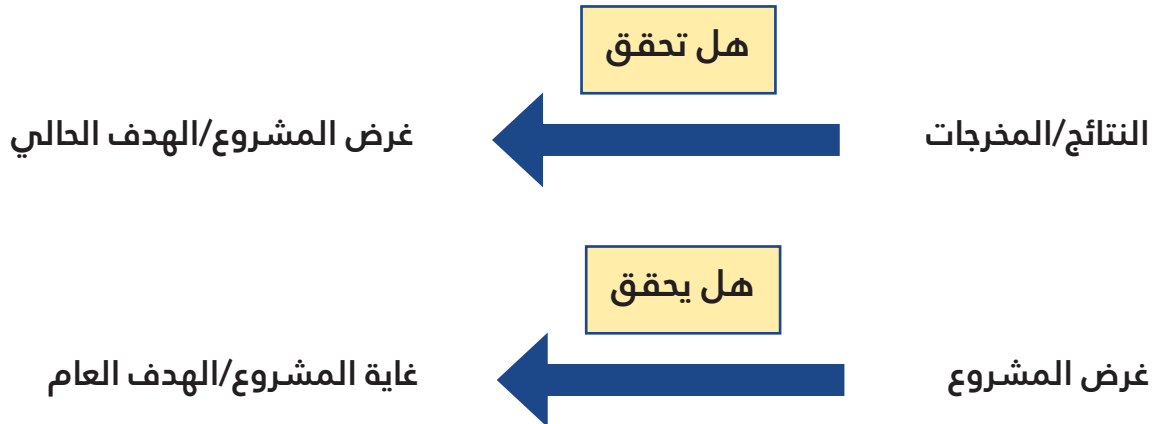 هل تحقق
النتائج/المخرجات
غرض المشروع/الهدف الحالي
هل يحقق
غرض المشروع
غاية المشروع/الهدف العام